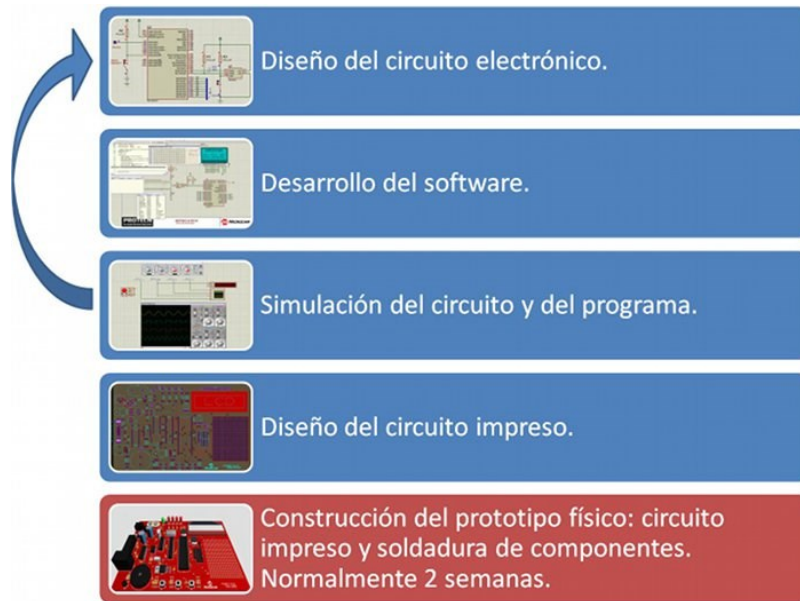 Diseño del circuito electrónico.
Desarrollo del software.
Simulación del circuito y del programa.
Diseño del circuito impreso.
Construcción del prototipo físico: circuito
impreso y soldadura de componentes.
Normalmente 2 semanas.